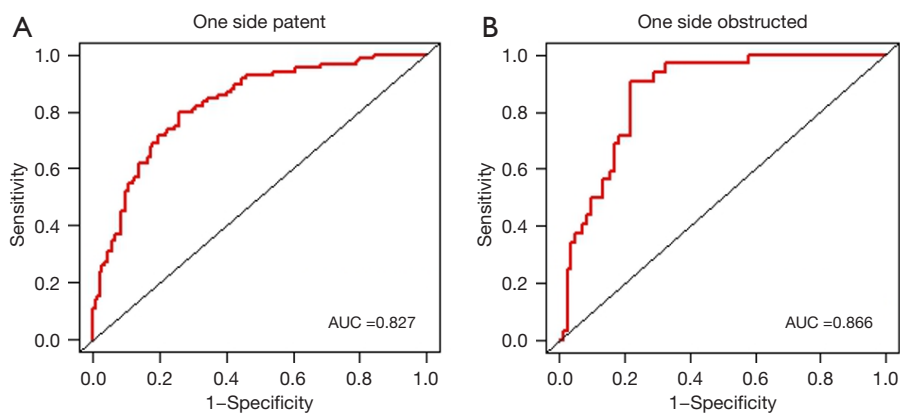 A
One side patent
1.0
0.8
0.6
0.4
0.2
0.0
Sensitivity
AUC =0.827
0.0 0.2 0.4 0.6 0.8 1.0
1−Specificity
B
One side obstructed
1.0
0.8
0.6
0.4
0.2
0.0
Sensitivity
AUC =0.866
0.0 0.2 0.4 0.6 0.8 1.0
1−Specificity